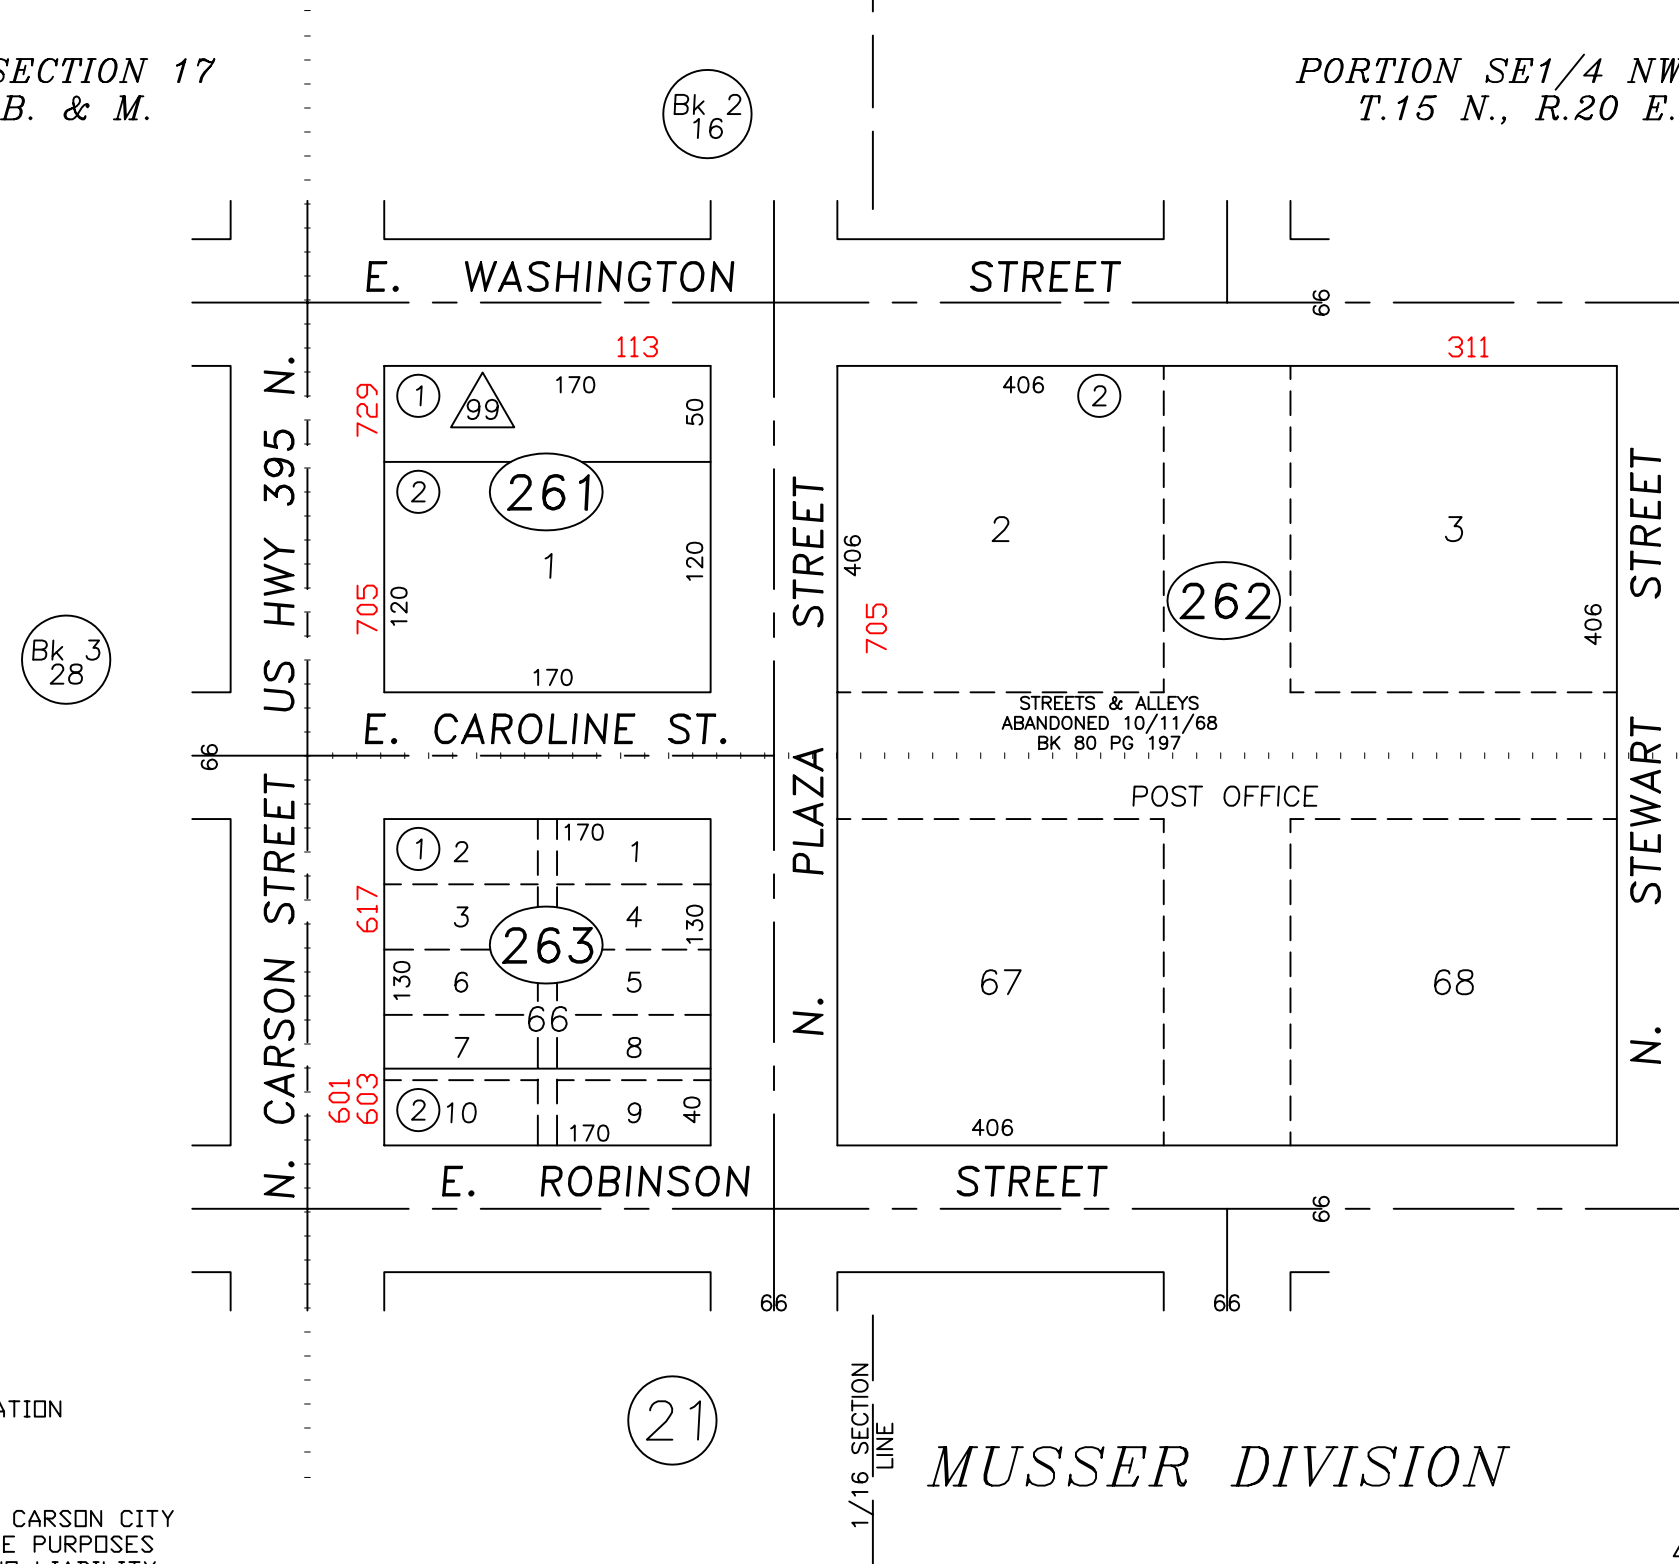 SECTION 17
B. & M.
PORTION SE1/4 NW
T.15 N., R.20 E.
Bk 2
16
E. WASHINGTON STREET
66
113
311
729
1
99
170
50
406
2
2
261
1
705
120
120
170
406
705
2
262
3
406
US HWY 395 N.
Bk 3
28
E. CAROLINE ST.
66
STREETS & ALLEYS
ABANDONED 10/11/68
BK 80 PG 197
POST OFFICE
N. PLAZA STREET
N. STEWART STREET
N. CARSON STREET
1
2
170
1
617
3
4
130
263
130
6
5
66
7
8
601
603
2
10
9
40
170
67
68
406
E. ROBINSON STREET
66
66
66
21
1/16 SECTION
LINE
MUSSER DIVISION
ATION
CARSON CITY
E PURPOSES